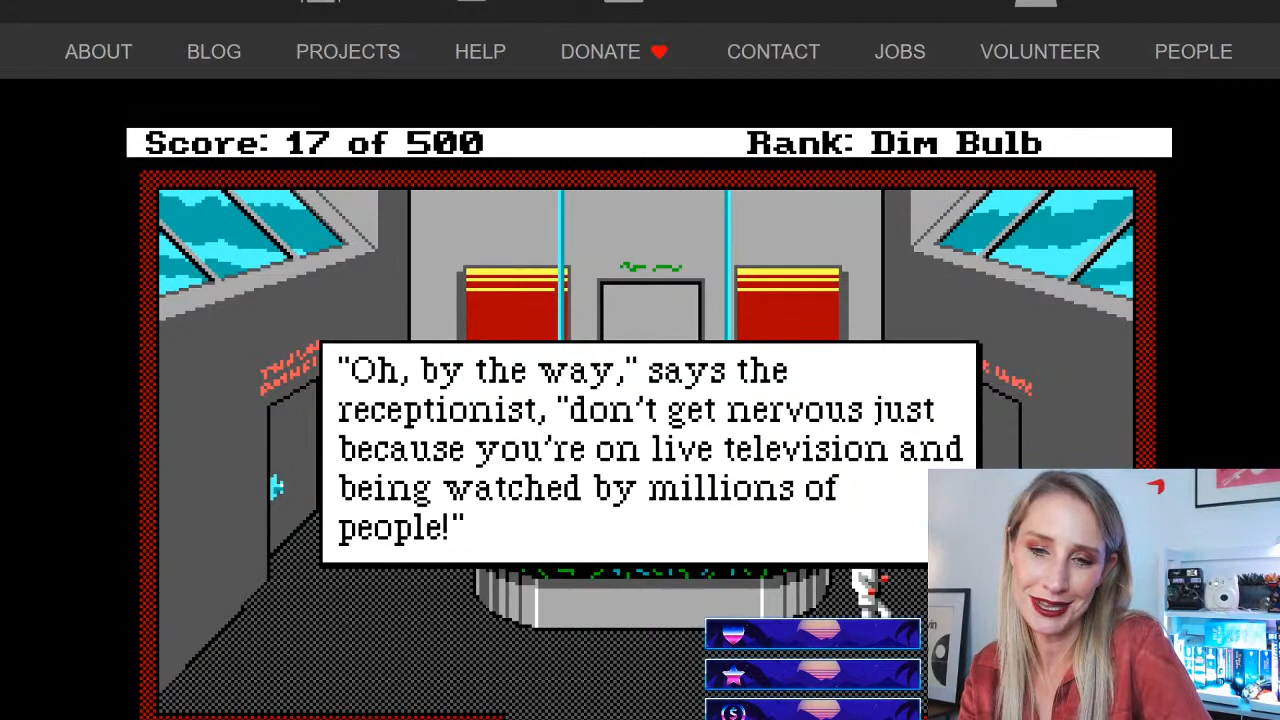 ABOUT BLOG PROJECTS HELP DONATE CONTACT JOBS VOLUNTEER PEOPLE
Score: 17 of 500 Rank: Dim Bulb
"Oh, by the way," says the
receptionist, "don't get nervous just
because you're on live television and
being watched by millions of
people!"